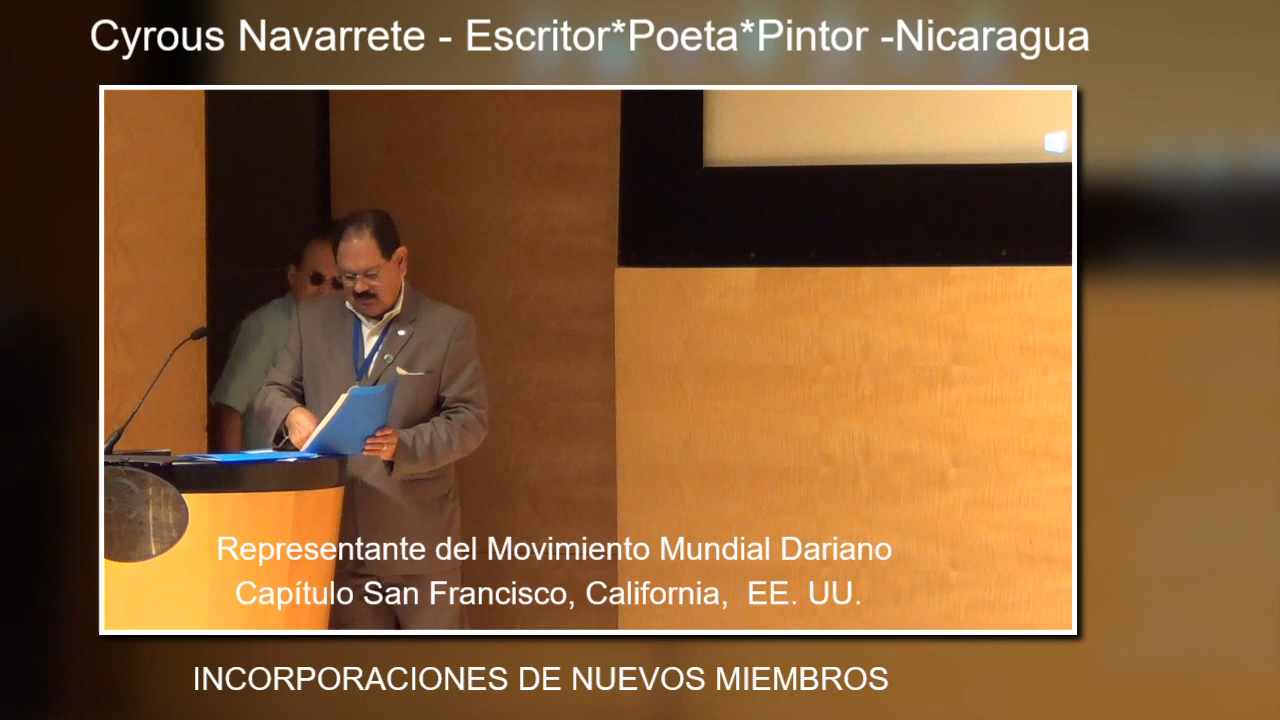 Cyrous Navarrete - Escritor*Poeta*Pintor -Nicaragua
Representante del Movimiento Mundial Dariano
Capítulo San Francisco, California,  EE. UU.
INCORPORACIONES DE NUEVOS MIEMBROS